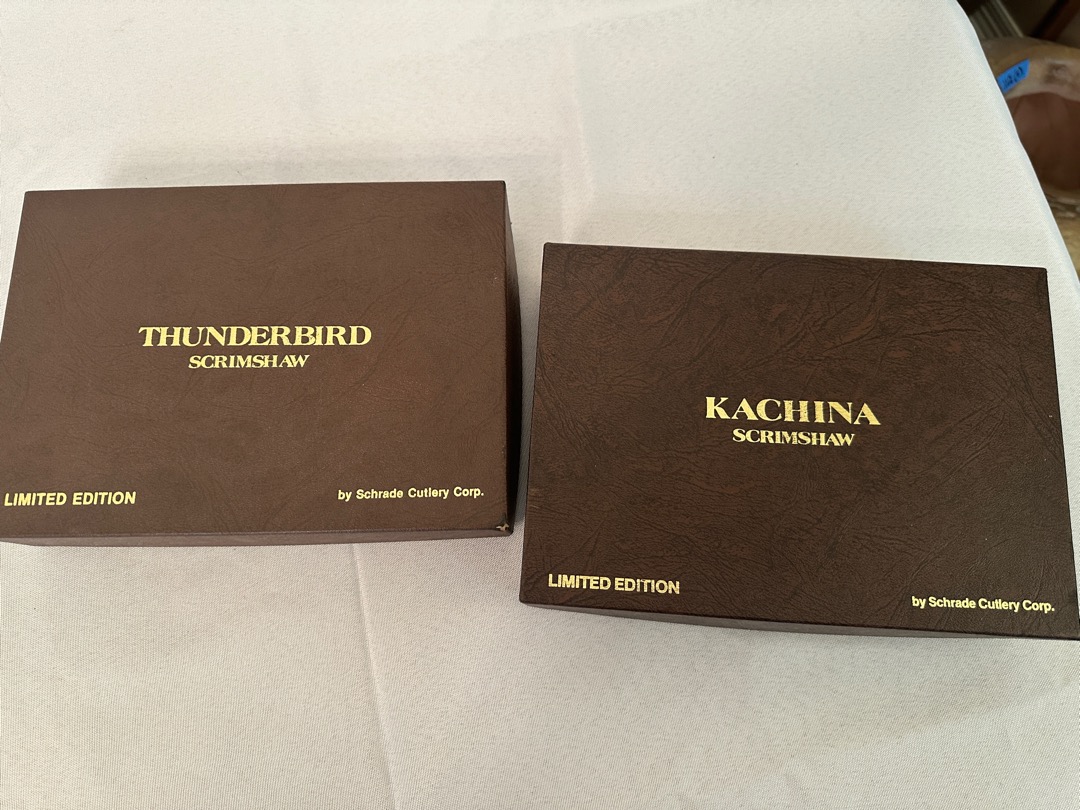 THUNDERBIRD
SCRIMSHAW
LIMITED EDITION
by Schrade Cutlery Corp.
KACHINA
SCRIMSHAW
LIMITED EDITION
by Schrade Cutlery Corp.